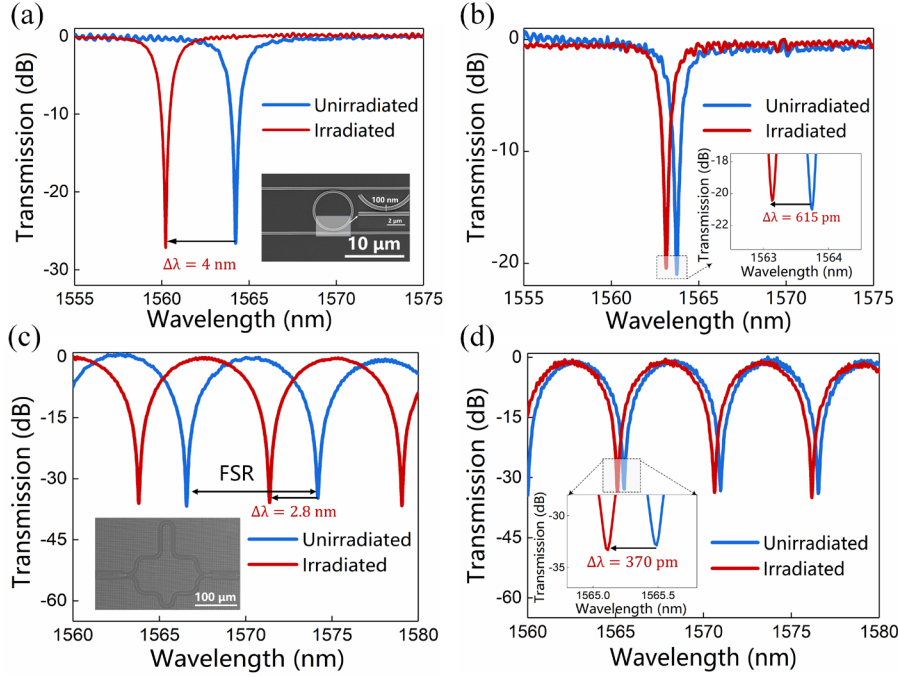 (a)
Transmission (dB)
0
-10
-20
-30
Unirradiated
Irradiated
100 nm
2 μm
10 μm
Δλ = 4 nm
1555 1560 1565 1570 1575
Wavelength (nm)
(b)
Transmission (dB)
0
-10
-20
Unirradiated
Irradiated
Transmission (dB)
-18
-20
-22
Δλ = 615 pm
1563 1564
Wavelength (nm)
1555 1560 1565 1570 1575
Wavelength (nm)
(c)
Transmission (dB)
0
-15
-30
-45
-60
FSR
Δλ = 2.8 nm
Unirradiated
Irradiated
100 μm
1560 1565 1570 1575 1580
Wavelength (nm)
(d)
Transmission (dB)
0
-15
-30
-45
-60
Transmission (dB)
-30
-33
Δλ = 370 pm
1565.0 1565.5
Wavelength (nm)
Unirradiated
Irradiated
1560 1565 1570 1575 1580
Wavelength (nm)